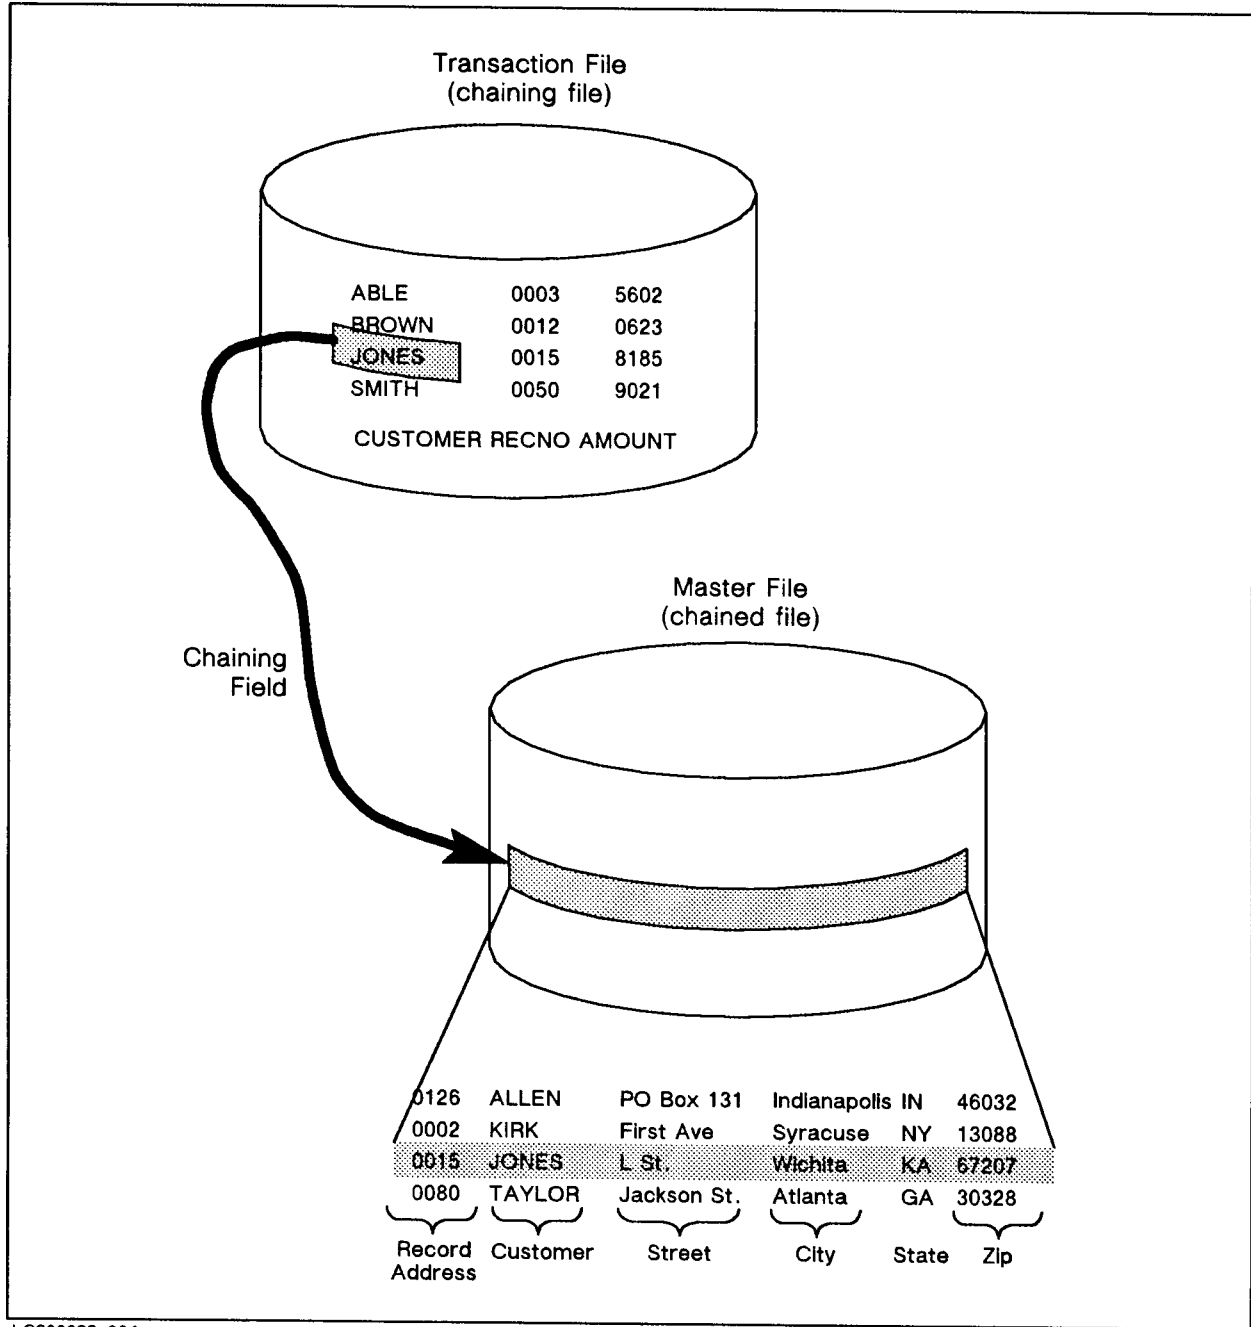 Transaction File
(chaining file)
ABLE 0003 5602
BROWN 0012 0623
JONES 0015 8185
SMITH 0050 9021
CUSTOMER RECNO AMOUNT
Master File
(chained file)
Chaining
Field
0126 ALLEN PO Box 131 Indianapolis IN 46032
0002 KIRK First Ave Syracuse NY 13088
0015 JONES L St. Wichita KA 67207
0080 TAYLOR Jackson St. Atlanta GA 30328
Record
Address Customer Street City State Zip